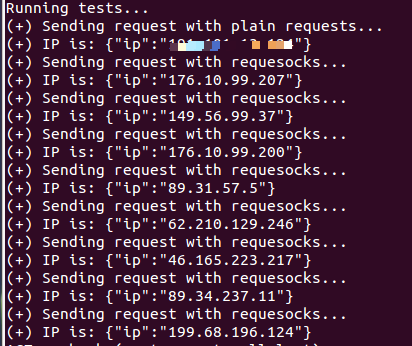 Running tests...
(+) Sending request with plain requests...
(+) IP is: {"ip":" "}
(+) Sending request with requesocks...
(+) IP is: {"ip":"176.10.99.207"}
(+) Sending request with requesocks...
(+) IP is: {"ip":"149.56.99.37"}
(+) Sending request with requesocks...
(+) IP is: {"ip":"176.10.99.200"}
(+) Sending request with requesocks...
(+) IP is: {"ip":"89.31.57.5"}
(+) Sending request with requesocks...
(+) IP is: {"ip":"62.210.129.246"}
(+) Sending request with requesocks...
(+) IP is: {"ip":"46.165.223.217"}
(+) Sending request with requesocks...
(+) IP is: {"ip":"89.34.237.11"}
(+) Sending request with requesocks...
(+) IP is: {"ip":"199.68.196.124"}